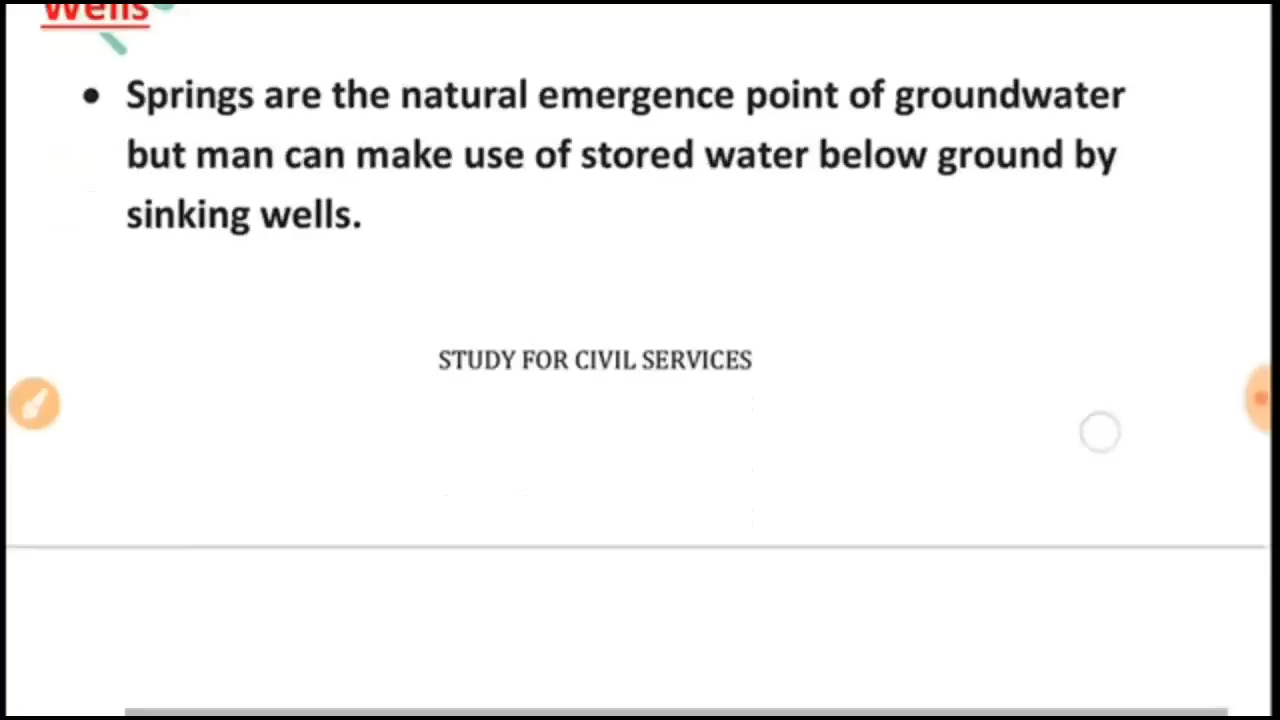 Wells
• Springs are the natural emergence point of groundwater
but man can make use of stored water below ground by
sinking wells.
STUDY FOR CIVIL SERVICES